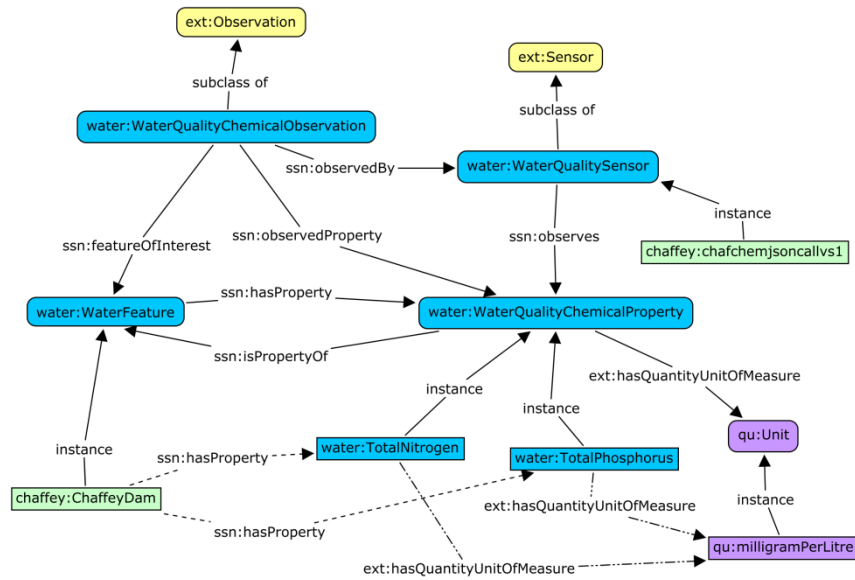 ext:Observation
ext:Sensor
subclass of
subclass of
water:WaterQualityChemicalObservation
ssn:observedBy
water:WaterQualitySensor
instance
ssn:featureOfInterest
ssn:observedProperty
ssn:observes
chaffey:chafchemjsoncallvs1
ssn:hasProperty
water:WaterFeature
water:WaterQualityChemicalProperty
ssn:isPropertyOf
ext:hasQuantityUnitOfMeasure
instance
instance
qu:Unit
instance
ssn:hasProperty
water:TotalNitrogen
water:TotalPhosphorus
chaffey:ChaffeyDam
ext:hasQuantityUnitOfMeasure
instance
ssn:hasProperty
qu:milligramPerLitre
ext:hasQuantityUnitOfMeasure